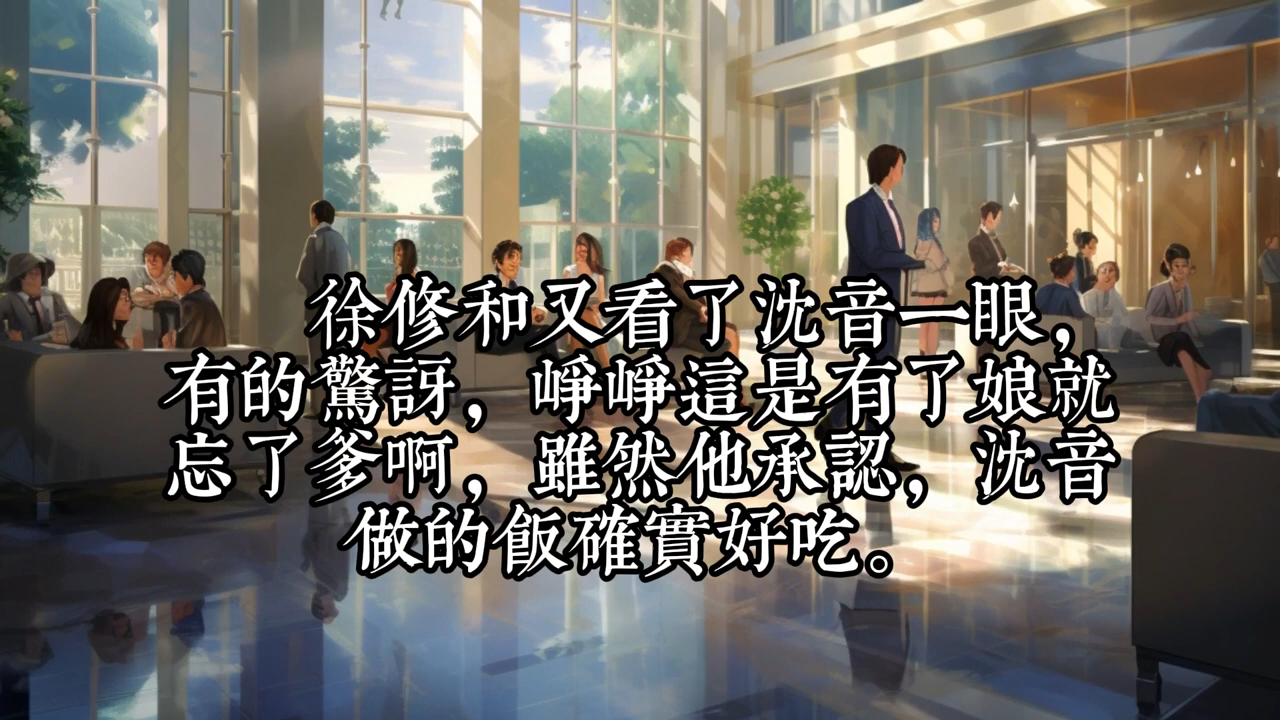 徐修和又看了沈音一眼，
有的驚訝，崢崢這是有了娘就
忘了爹啊，雖然他承認，沈音
做的飯確實好吃。